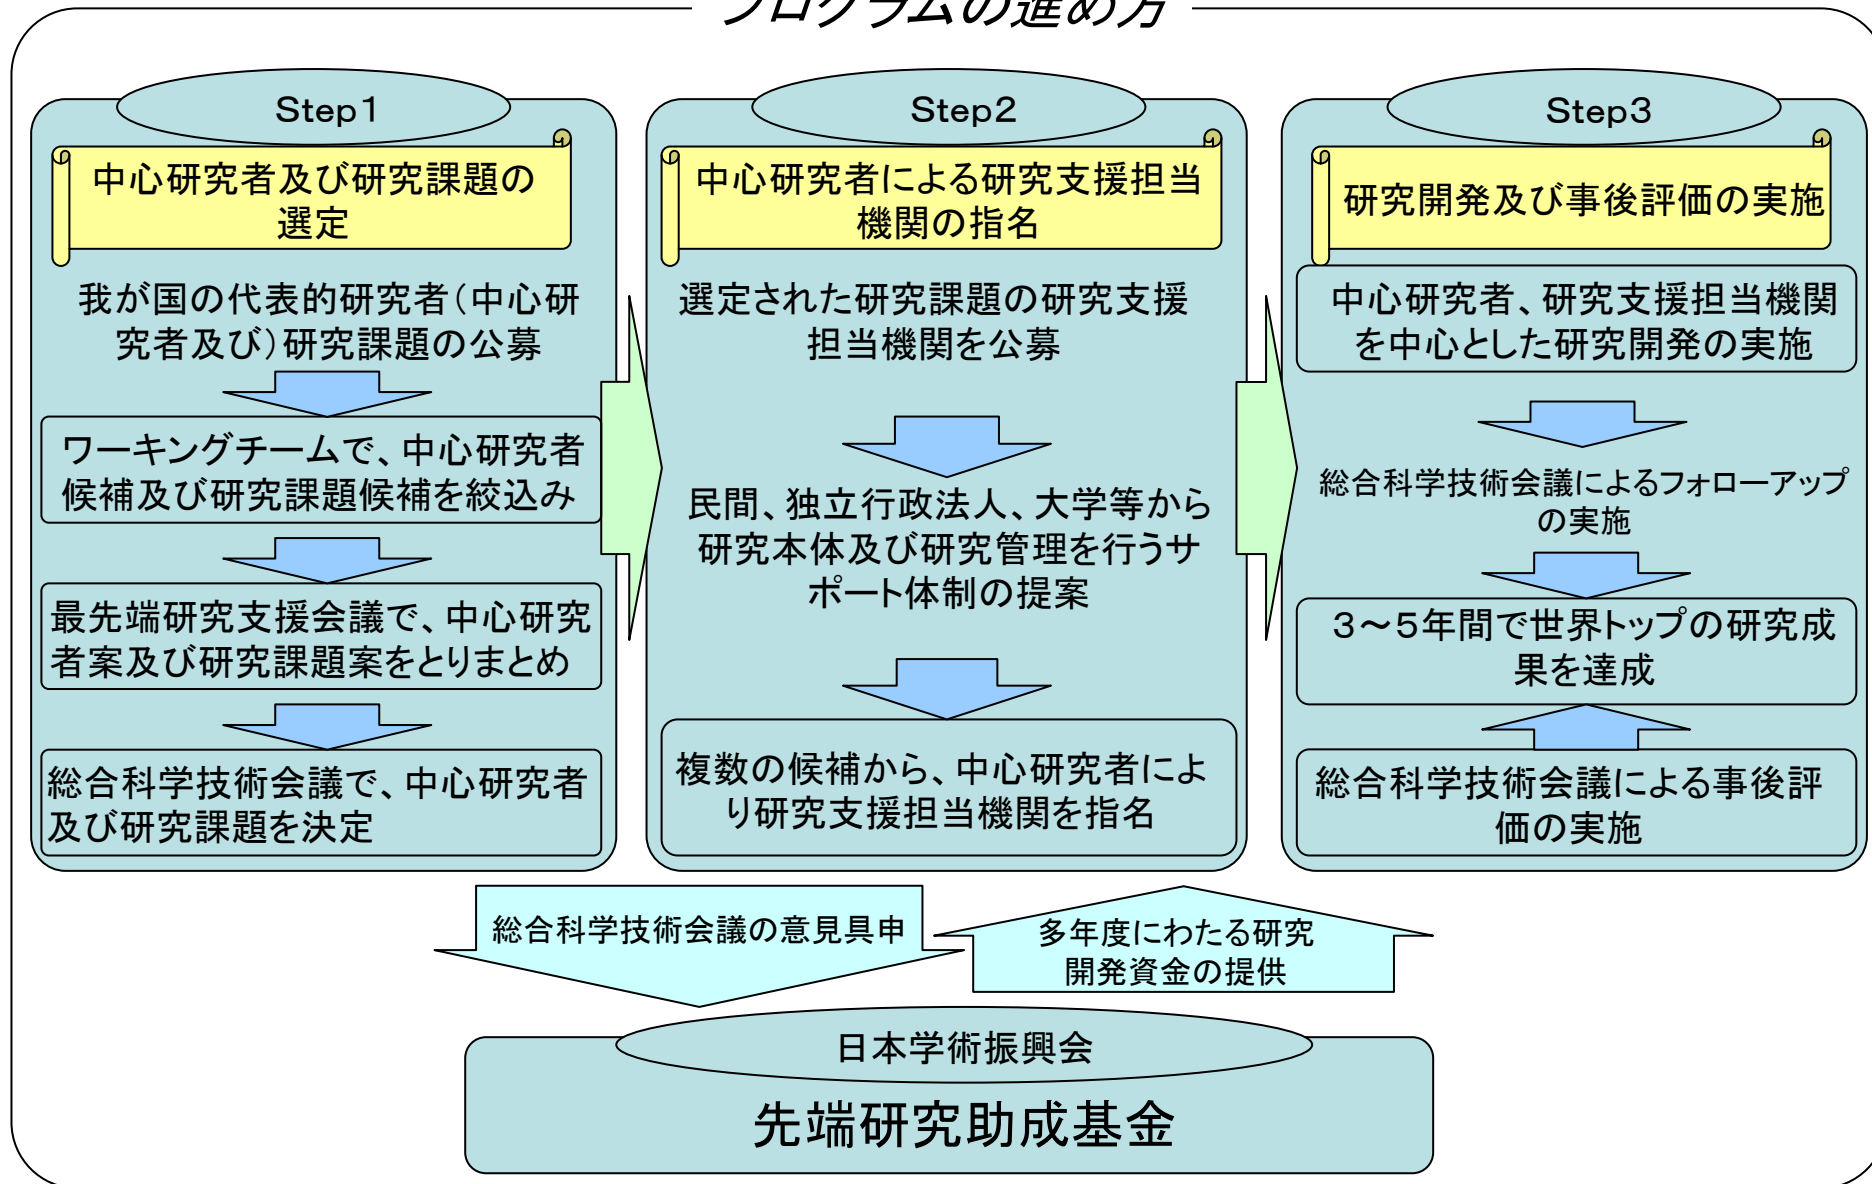 プログラムの進め方
Step1
中心研究者及び研究課題の
選定
我が国の代表的研究者（中心研
究者及び）研究課題の公募
ワーキングチームで、中心研究者
候補及び研究課題候補を絞込み
最先端研究支援会議で、中心研究
者案及び研究課題案をとりまとめ
総合科学技術会議で、中心研究者
及び研究課題を決定
Step2
中心研究者による研究支援担当
機関の指名
選定された研究課題の研究支援
担当機関を公募
民間、独立行政法人、大学等から
研究本体及び研究管理を行うサ
ポート体制の提案
複数の候補から、中心研究者によ
り研究支援担当機関を指名
Step3
研究開発及び事後評価の実施
中心研究者、研究支援担当機関
を中心とした研究開発の実施
総合科学技術会議によるフォローアップ
の実施
３～５年間で世界トップの研究成
果を達成
総合科学技術会議による事後評
価の実施
総合科学技術会議の意見具申
多年度にわたる研究
開発資金の提供
日本学術振興会
先端研究助成基金